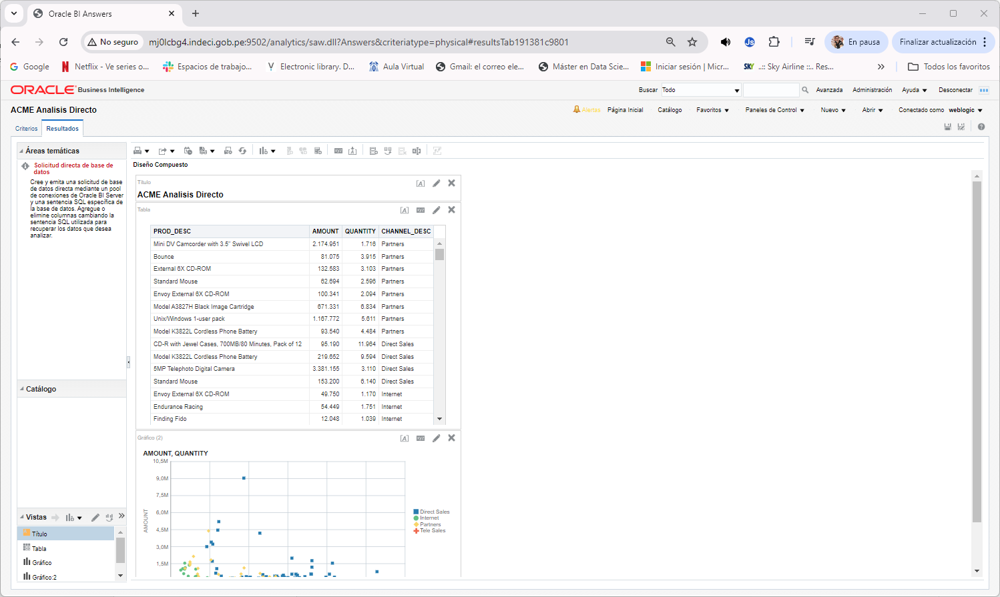 Oracle BI Answers
No seguro
mj0lcbg4.indeci.gob.pe:9502/analytics/saw.dll?Answers&criteriatype=physical#resultsTab191381c9801
En pausa
Finalizar actualización
Google
Netflix - Ve series o...
Espacios de trabajo...
Electronic library. D...
Aula Virtual
Gmail: el correo ele...
Máster en Data Scie...
Iniciar sesión | Micr...
..:: Sky Airline ::.. Res...
Todos los favoritos
ORACLE Business Intelligence
Buscar Todo
Avanzada
Administración
Ayuda
Desconectar
ACME Analisis Directo
Alertas
Página Inicial
Catálogo
Favoritos
Paneles de Control
Nuevo
Abrir
Conectado como weblogic
Criterios
Resultados
Áreas temáticas
Solicitud directa de base de
datos
Cree y emita una solicitud de base
de datos directa mediante un pool
de conexiones de Oracle BI Server
y una sentencia SQL específica de
la base de datos. Agregue o
elimine columnas cambiando la
sentencia SQL utilizada para
recuperar los datos que desea
analizar.
Catálogo
Vistas
Título
Tabla
Gráfico
Gráfico:2
Diseño Compuesto
Título
ACME Analisis Directo
Tabla
PROD_DESC AMOUNT QUANTITY CHANNEL_DESC
Mini DV Camcorder with 3.5" Swivel LCD 2.174.951 1.716 Partners
Bounce 81.075 3.915 Partners
External 6X CD-ROM 132.583 3.103 Partners
Standard Mouse 62.694 2.596 Partners
Envoy External 6X CD-ROM 100.341 2.094 Partners
Model A3827H Black Image Cartridge 671.331 6.834 Partners
Unix/Windows 1-user pack 1.167.772 5.611 Partners
Model K3822L Cordless Phone Battery 93.540 4.484 Partners
CD-R with Jewel Cases, 700MB/80 Minutes, Pack of 12 95.190 11.964 Direct Sales
Model K3822L Cordless Phone Battery 219.652 9.594 Direct Sales
5MP Telephoto Digital Camera 3.381.155 3.110 Direct Sales
Standard Mouse 153.200 6.140 Direct Sales
Envoy External 6X CD-ROM 49.750 1.170 Internet
Endurance Racing 54.449 1.751 Internet
Finding Fido 12.048 1.039 Internet
Gráfico (2)
AMOUNT, QUANTITY
10,5M
9,0M
7,5M
6,0M
4,5M
3,0M
1,5M
AMOUNT
Direct Sales
Internet
Partners
Tele Sales